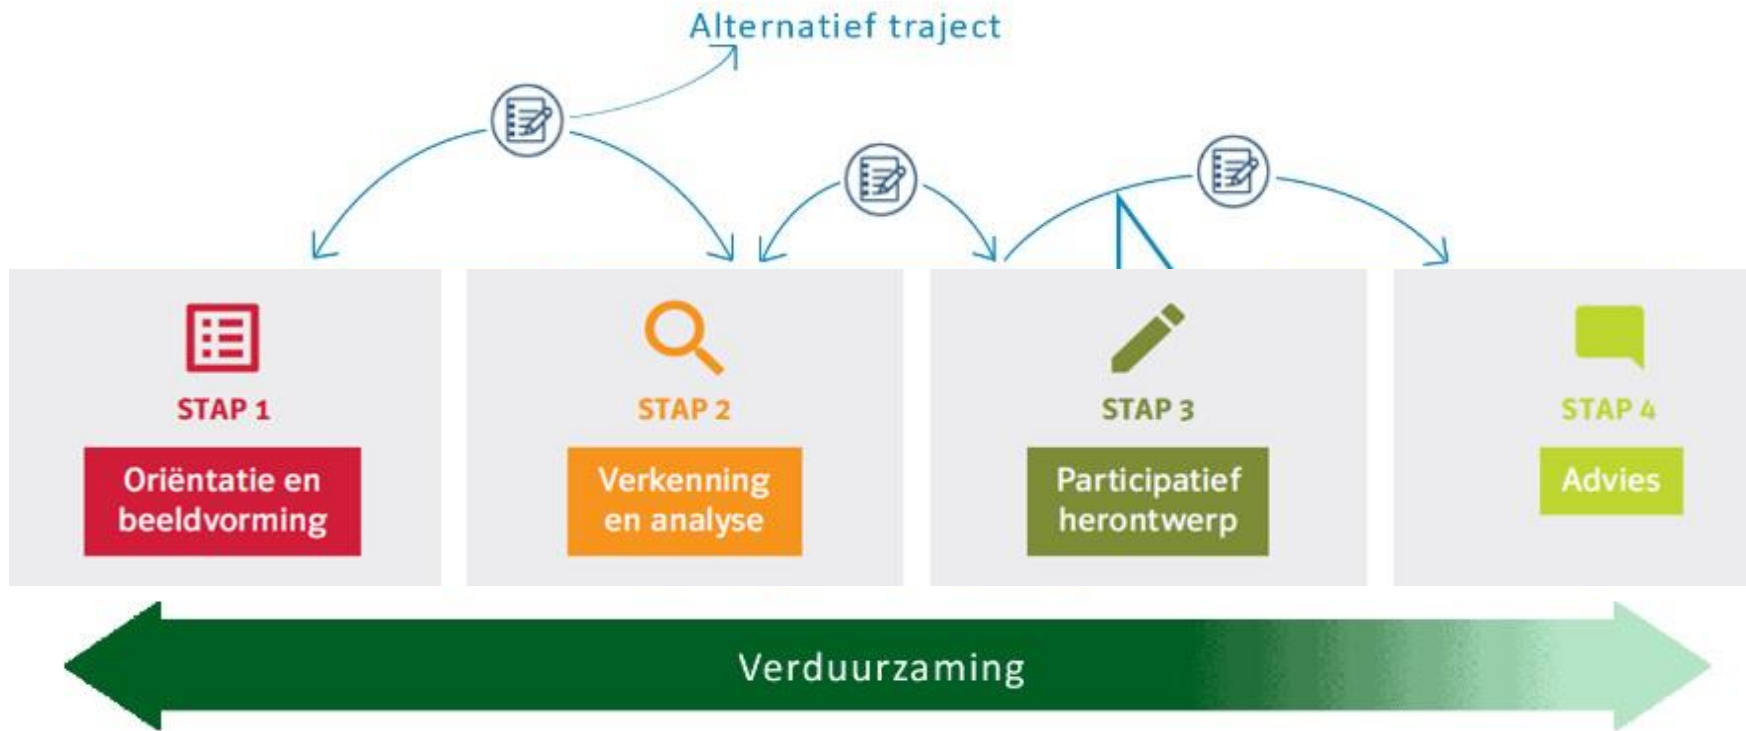 Alternatief traject
STAP 1
Oriëntatie en
beeldvorming
STAP 2
Verkenning
en analyse
STAP 3
Participatief
herontwerp
STAP 4
Advies
Verduurzaming